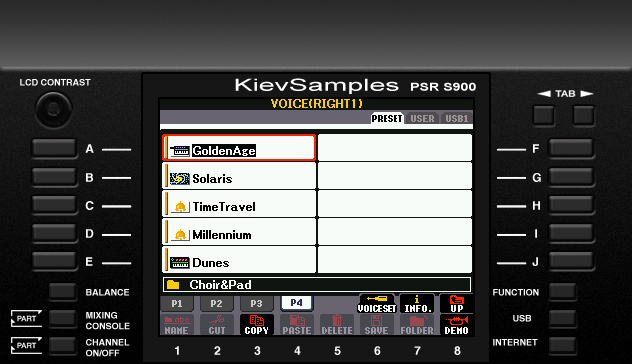 LCD CONTRAST
KievSamples PSR S900
TAB
VOICE(RIGHT1)
PRESET USER USB1
A GoldenAge F
B Solaris G
C TimeTravel H
D Millennium I
E Dunes J
Choir&Pad
BALANCE FUNCTION
P1 P2 P3 P4 VOICESET INFO. UP
PART MIXING CONSOLE USB
NAME CUT COPY PASTE DELETE SAVE FOLDER DEMO
PART CHANNEL ON/OFF INTERNET
1 2 3 4 5 6 7 8